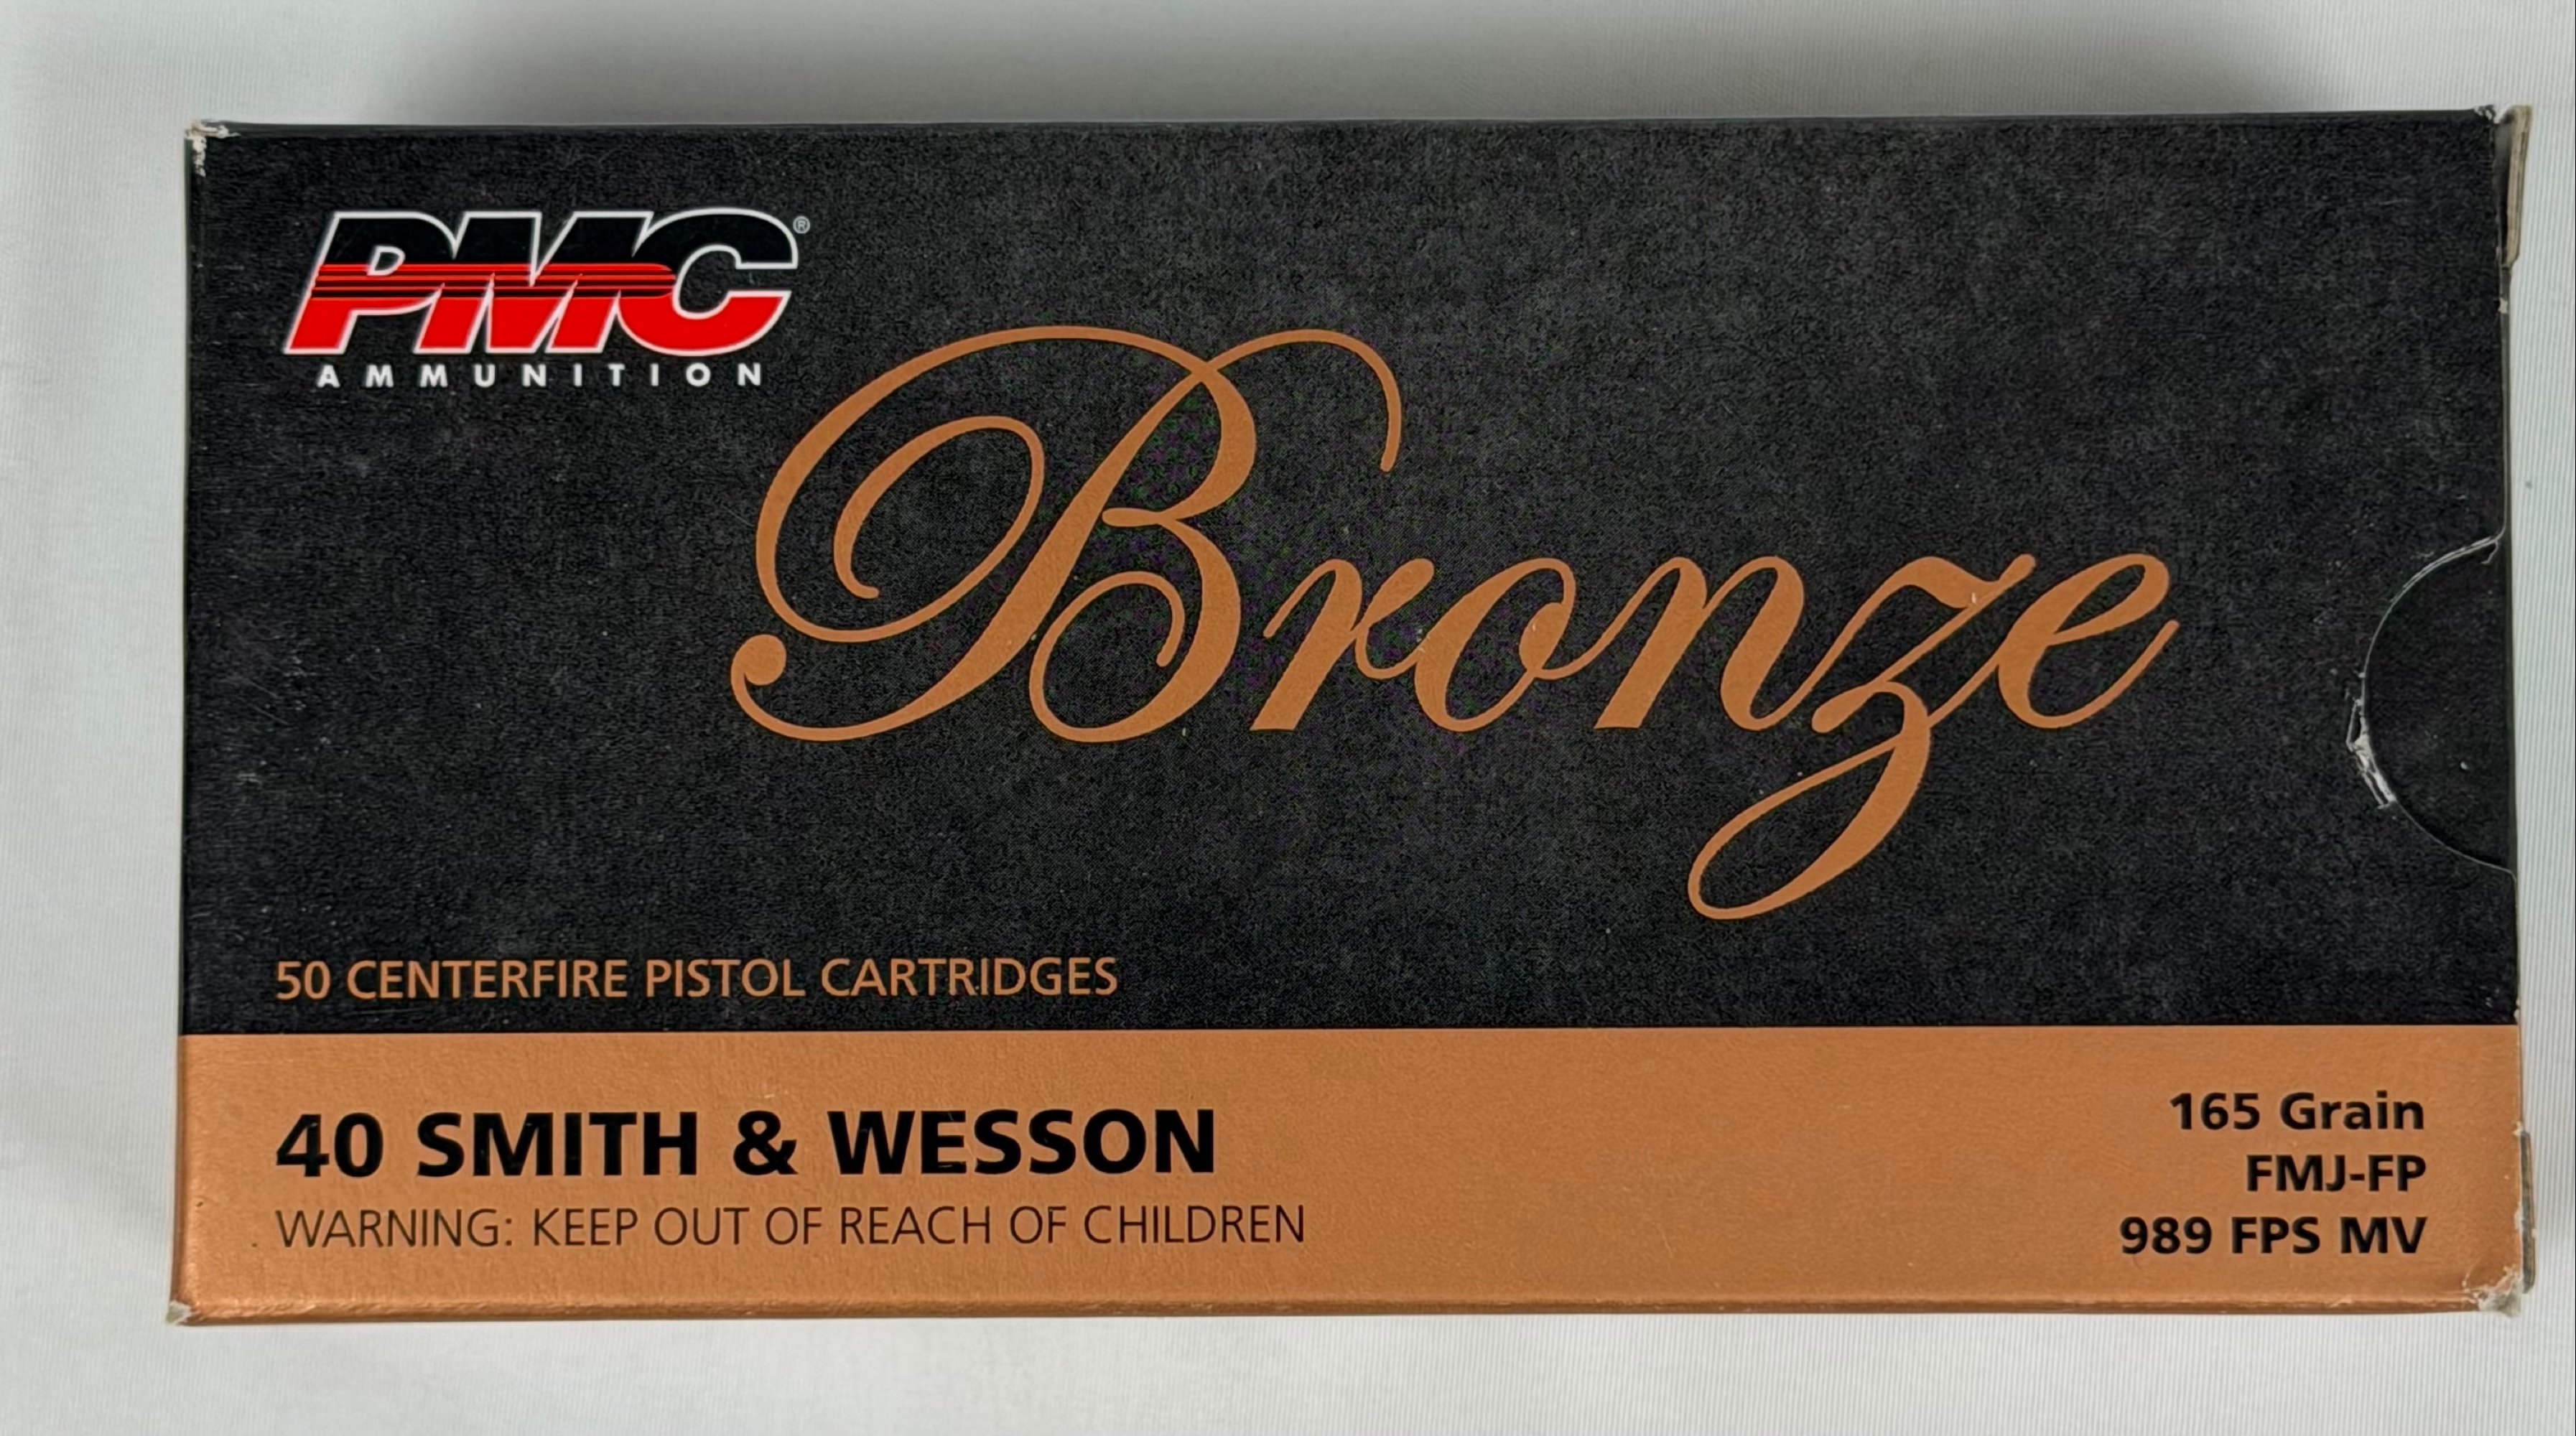 PMC®
AMMUNITION
Bronze
50 CENTERFIRE PISTOL CARTRIDGES
40 SMITH & WESSON
WARNING: KEEP OUT OF REACH OF CHILDREN
165 Grain
FMJ-FP
989 FPS MV